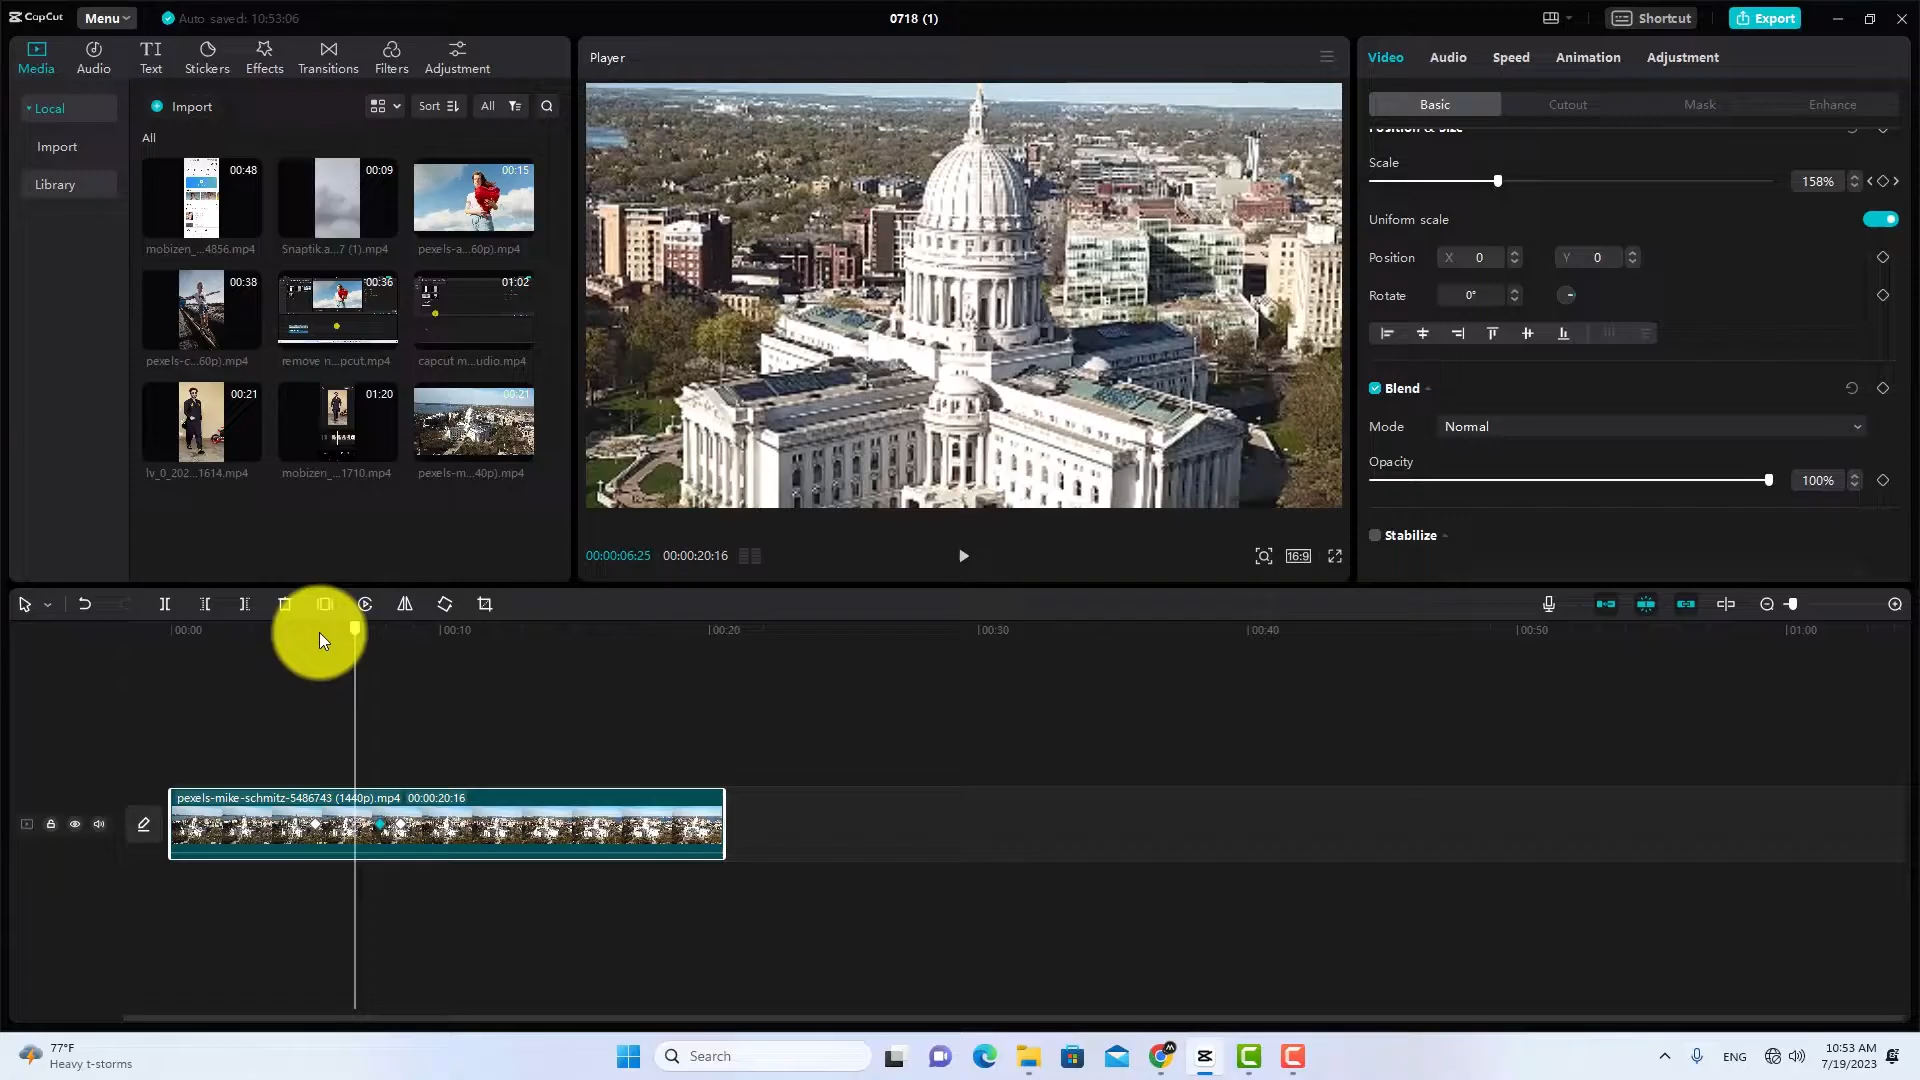 CapCut
Menu
Auto saved: 10:53:06
0718 (1)
Shortcut
Export
Media
Audio
Text
Stickers
Effects
Transitions
Filters
Adjustment
Local
Import
Library
Import
Sort
All
All
00:48
mobizen_...4856.mp4
00:09
Snaptik.a...7 (1).mp4
00:15
pexels-a...60p).mp4
00:38
pexels-c...60p).mp4
00:36
remove n...pcut.mp4
01:02
capcut m...udio.mp4
00:21
lv_0_202...1614.mp4
01:20
mobizen_...1710.mp4
00:21
pexels-m...40p).mp4
Player
00:00:06:25
00:00:20:16
16:9
Video
Audio
Speed
Animation
Adjustment
Basic
Cutout
Mask
Enhance
Position & Size
Scale
158%
Uniform scale
Position
X 0
Y 0
Rotate
0°
Blend
Mode
Normal
Opacity
100%
Stabilize
00:00
00:10
00:20
00:30
00:40
00:50
01:00
pexels-mike-schmitz-5486743 (1440p).mp4 00:00:20:16
77°F
Heavy t-storms
Search
ENG
10:53 AM
7/19/2023